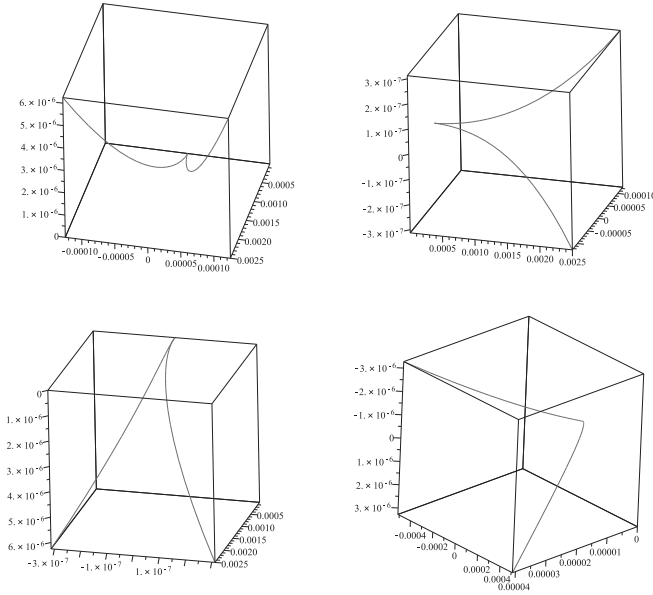 6. × 10⁻⁶
5. × 10⁻⁶
4. × 10⁻⁶
3. × 10⁻⁶
2. × 10⁻⁶
1. × 10⁻⁶
0
-0.00010 -0.00005 0 0.00005 0.00010
0.0005
0.0010
0.0015
0.0020
0.0025
3. × 10⁻⁷
2. × 10⁻⁷
1. × 10⁻⁷
0
-1. × 10⁻⁷
-2. × 10⁻⁷
-3. × 10⁻⁷
0.0005 0.0010 0.0015 0.0020 0.0025
0.00010
0.00005
0
-0.00005
0
1. × 10⁻⁶
2. × 10⁻⁶
3. × 10⁻⁶
4. × 10⁻⁶
5. × 10⁻⁶
6. × 10⁻⁶
-3. × 10⁻⁷ -1. × 10⁻⁷ 1. × 10⁻⁷
0.0005
0.0010
0.0015
0.0020
0.0025
-3. × 10⁻⁶
-2. × 10⁻⁶
-1. × 10⁻⁶
0
1. × 10⁻⁶
2. × 10⁻⁶
3. × 10⁻⁶
-0.0004
-0.0002
0
0.0002
0.0004
0.00004
0.00003
0.00002
0.00001
0